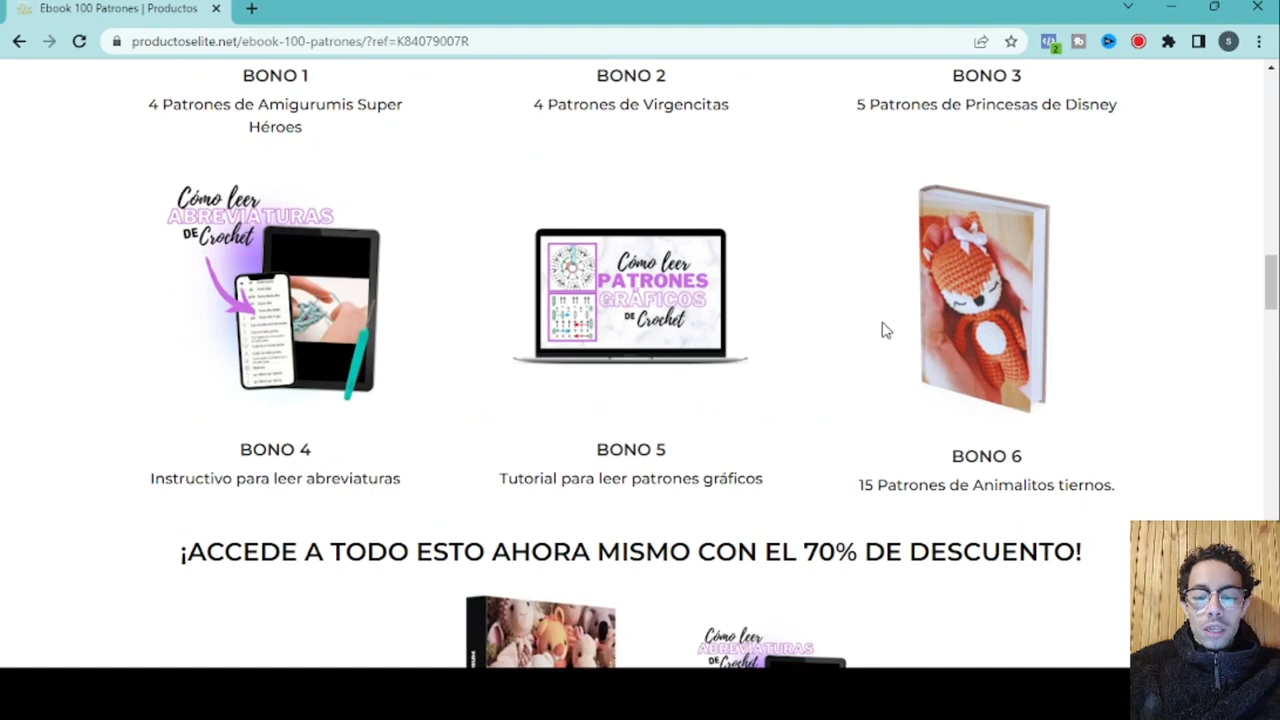 Ebook 100 Patrones | Productos
productoselite.net/ebook-100-patrones/?ref=K84079007R
2
S
BONO 1
BONO 2
BONO 3
4 Patrones de Amigurumis Super
Héroes
4 Patrones de Virgencitas
5 Patrones de Princesas de Disney
Cómo leer
ABREVIATURAS
DE Crochet
Cómo leer
PATRONES
GRÁFICOS
DE Crochet
BONO 4
BONO 5
BONO 6
Instructivo para leer abreviaturas
Tutorial para leer patrones gráficos
15 Patrones de Animalitos tiernos.
¡ACCEDE A TODO ESTO AHORA MISMO CON EL 70% DE DESCUENTO!
Cómo leer
ABREVIATURAS
DE Crochet